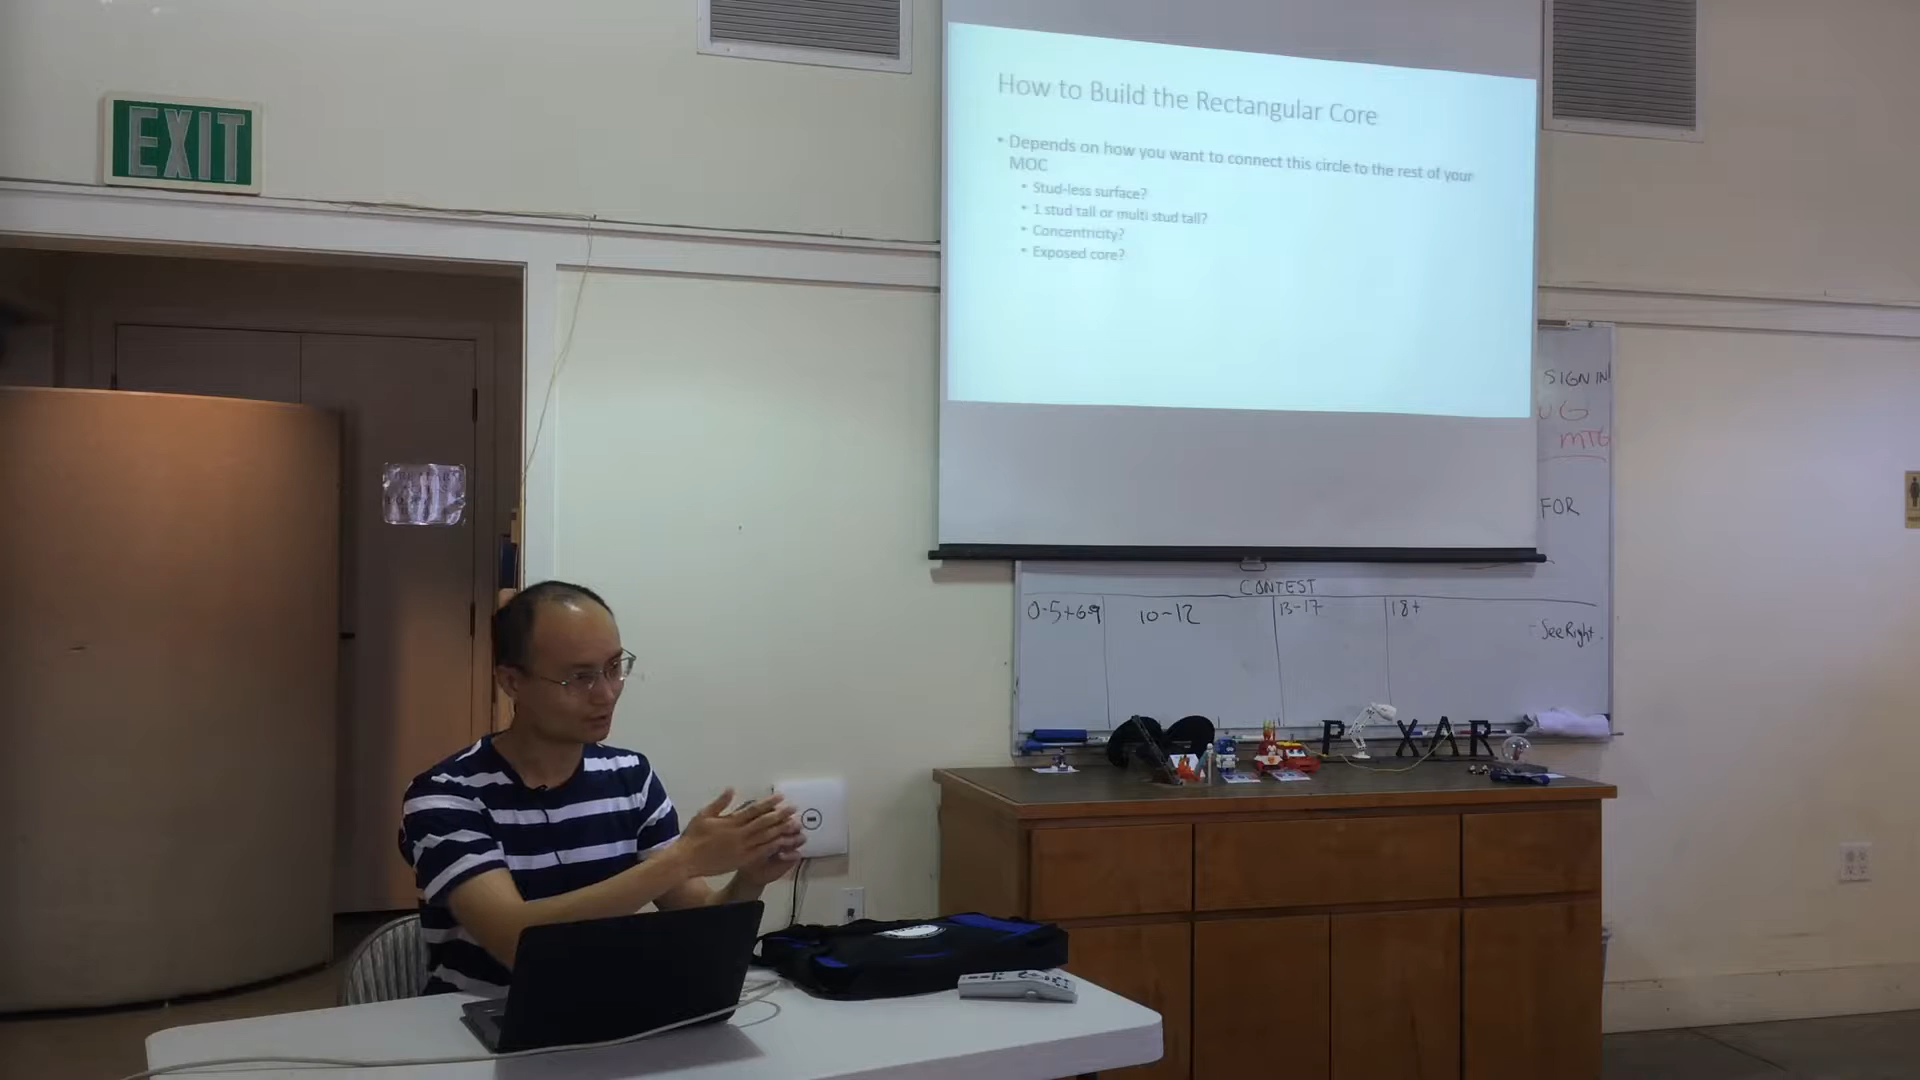 EXIT
How to Build the Rectangular Core
• Depends on how you want to connect this circle to the rest of your
MOC
• Stud-less surface?
• 1 stud tall or multi stud tall?
• Concentricity?
• Exposed core?
SIGN IN!
UG
MTG
FOR
CONTEST
0-5+6-9
10-12
13-17
18+
- See Right.
P XAR